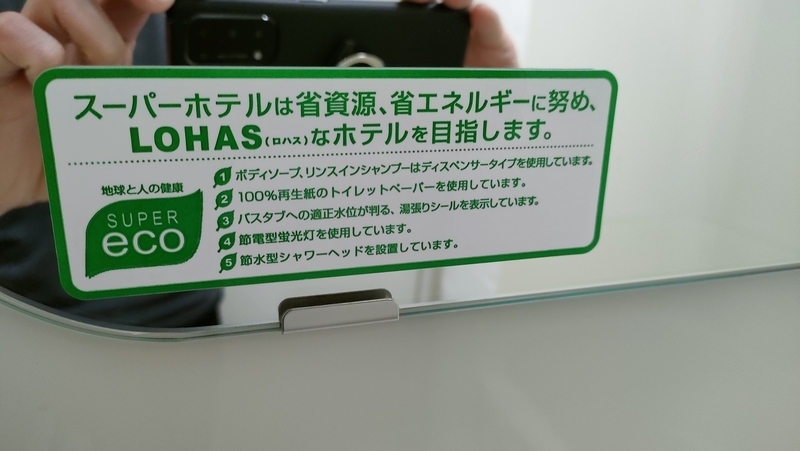 スーパーホテルは省資源、省エネルギーに努め、
LOHAS(ロハス)なホテルを目指します。
地球と人の健康
SUPER
eco
1 ボディソープ、リンスインシャンプーはディスペンサータイプを使用しています。
2 100%再生紙のトイレットペーパーを使用しています。
3 バスタブへの適正水位が判る、湯張りシールを表示しています。
4 節電型蛍光灯を使用しています。
5 節水型シャワーヘッドを設置しています。